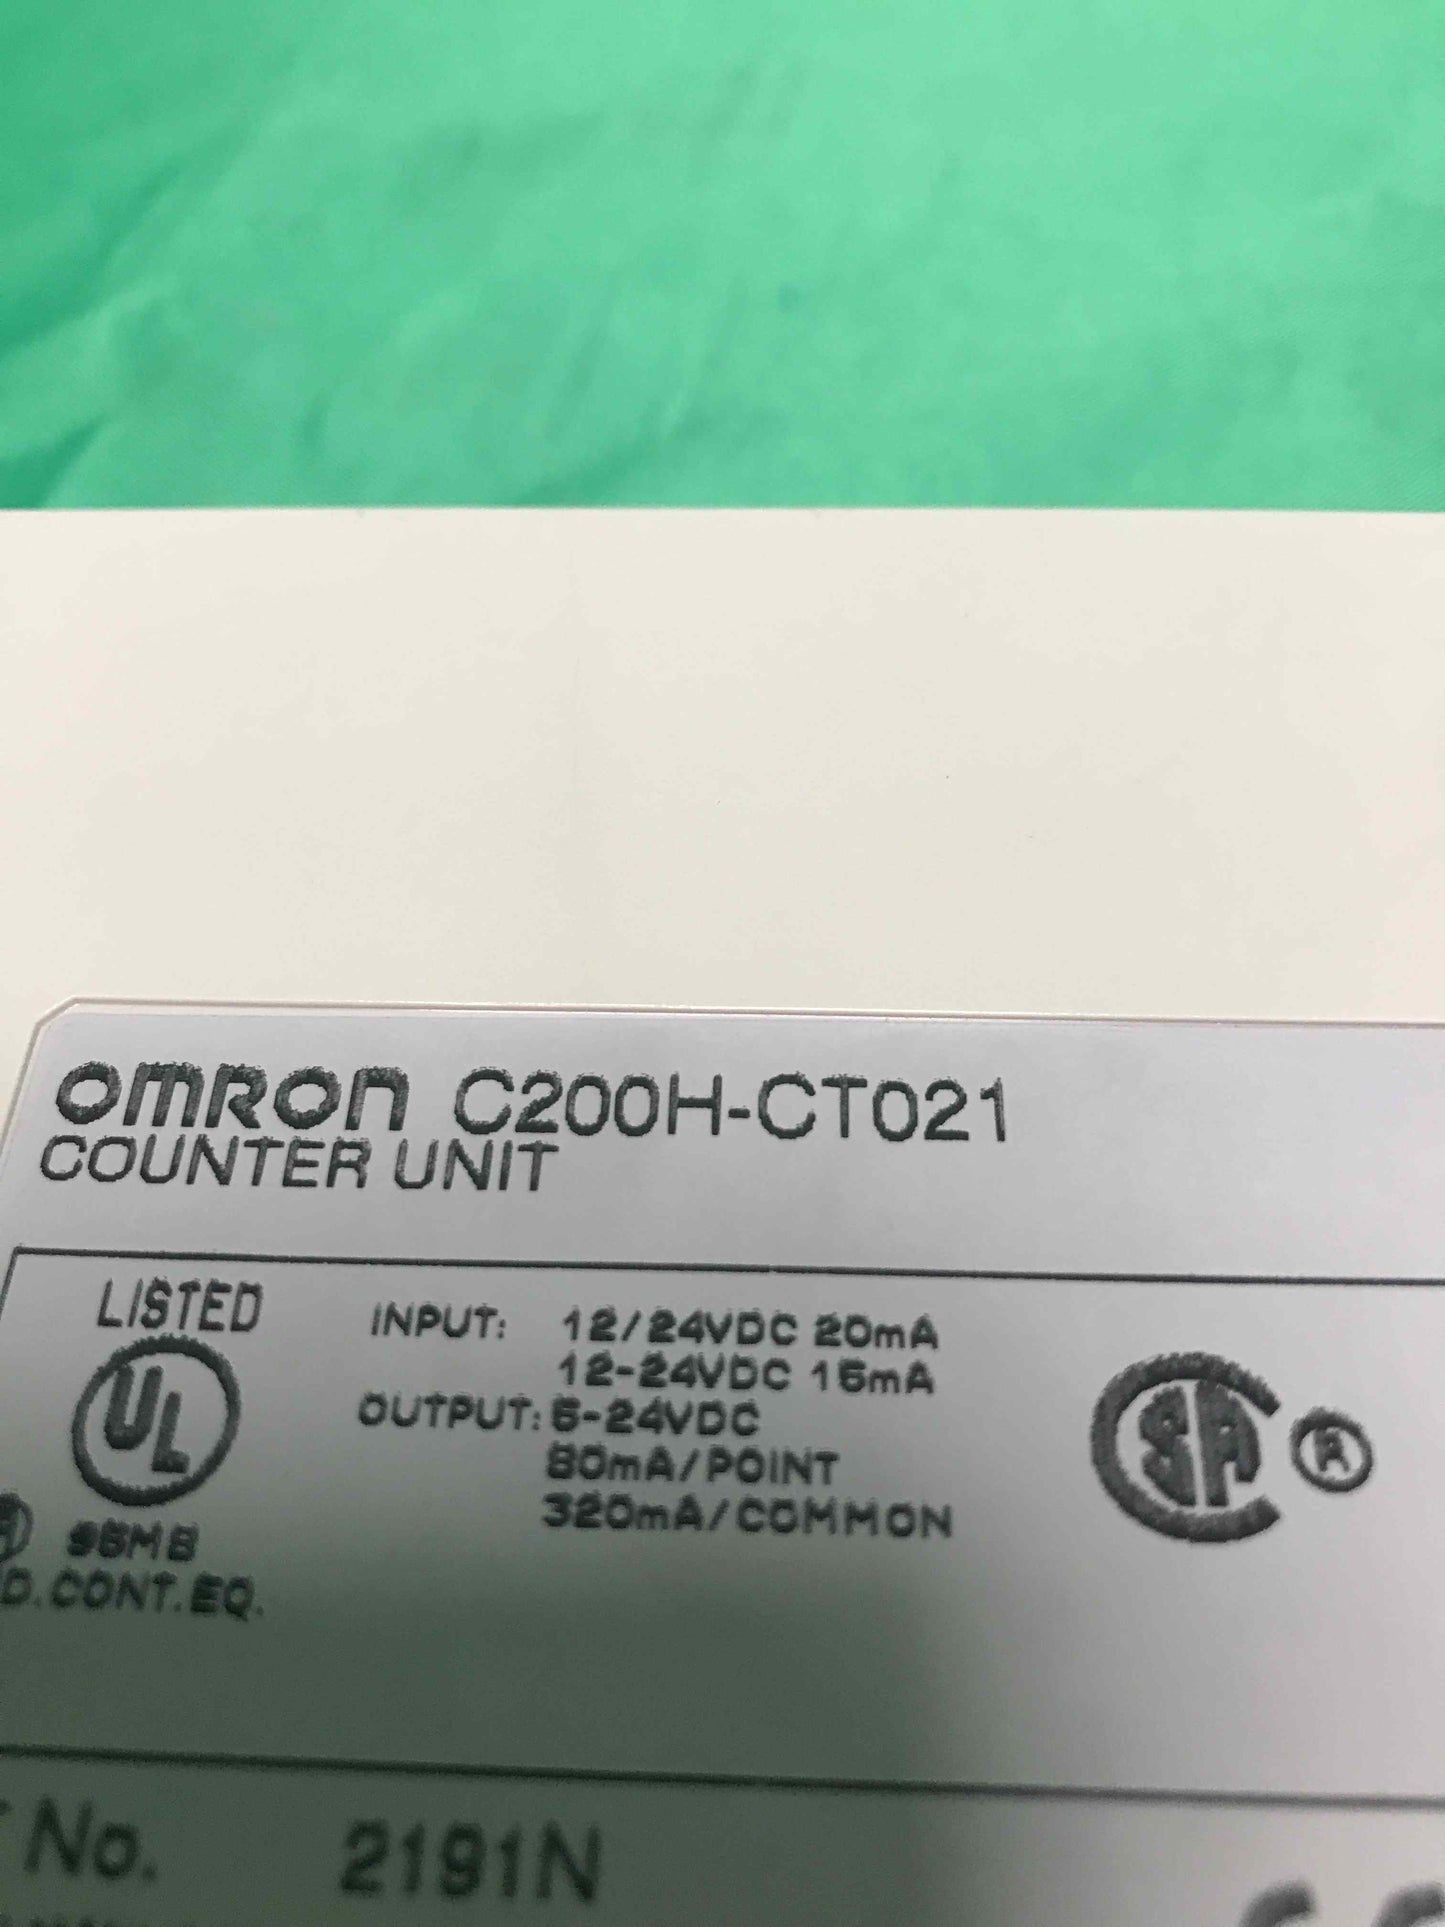 OMRON C200H-CT021
COUNTER UNIT
LISTED
UL
INPUT: 12/24VDC 20mA
12-24VDC 15mA
OUTPUT: 5-24VDC
80mA/POINT
320mA/COMMON
SA ®
D.CONT.EQ.
No. 2191N